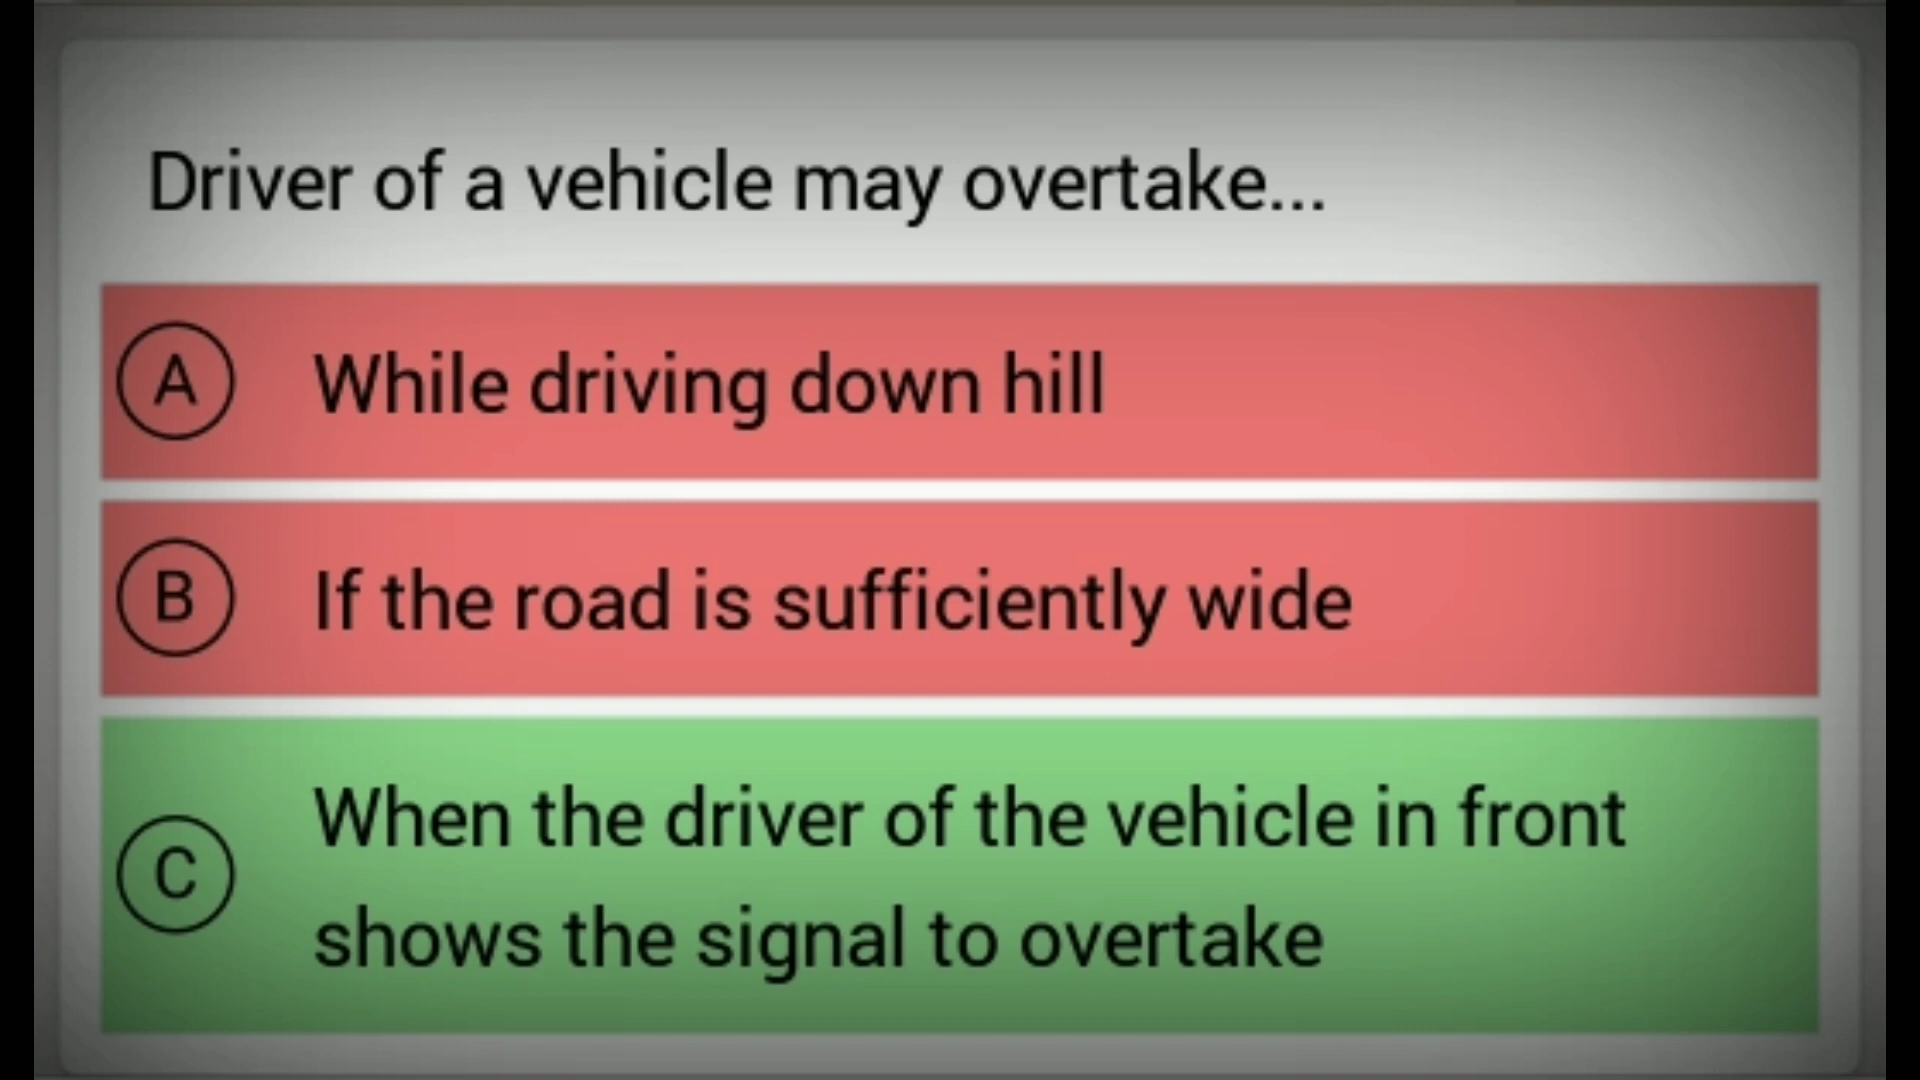 Driver of a vehicle may overtake...
A While driving down hill
B If the road is sufficiently wide
C When the driver of the vehicle in front
shows the signal to overtake